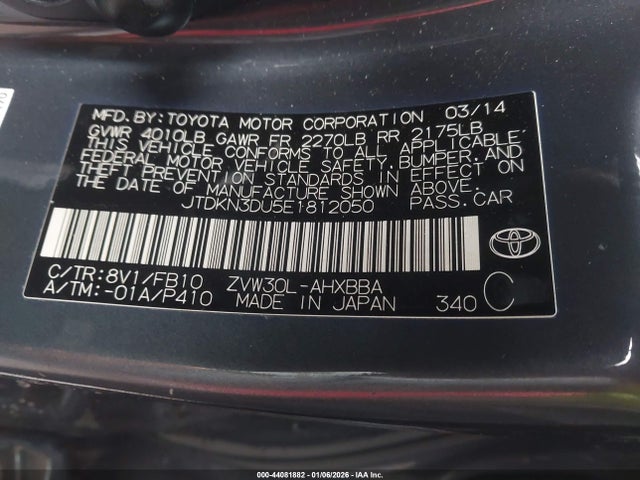 MFD.BY:TOYOTA MOTOR CORPORATION 03/14
GVWR 4010LB GAWR FR 2270LB RR 2175LB
THIS VEHICLE CONFORMS TO ALL APPLICABLE
FEDERAL MOTOR VEHICLE SAFETY,BUMPER,AND
THEFT PREVENTION STANDARDS IN EFFECT ON
THE DATE OF MANUFACTURE SHOWN ABOVE.
JTDKN3DU5E1812050 PASS.CAR
C/TR:8V1/FB10 ZVW30L-AHXBBA
A/TM:-01A/P410 MADE IN JAPAN 340 C
000-44081882 | 01/06/2026 | IAA Inc.